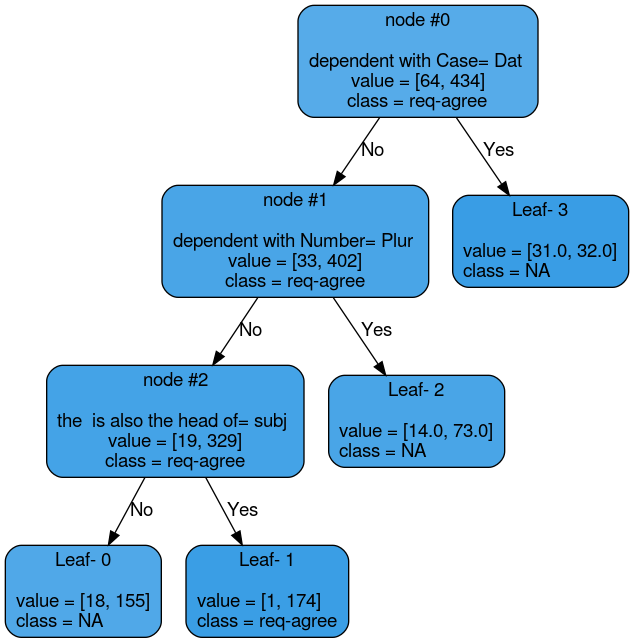 node #0
dependent with Case= Dat
value = [64, 434]
class = req-agree
No
Yes
node #1
dependent with Number= Plur
value = [33, 402]
class = req-agree
Leaf- 3
value = [31.0, 32.0]
class = NA
No
Yes
node #2
the  is also the head of= subj
value = [19, 329]
class = req-agree
Leaf- 2
value = [14.0, 73.0]
class = NA
No
Yes
Leaf- 0
value = [18, 155]
class = NA
Leaf- 1
value = [1, 174]
class = req-agree